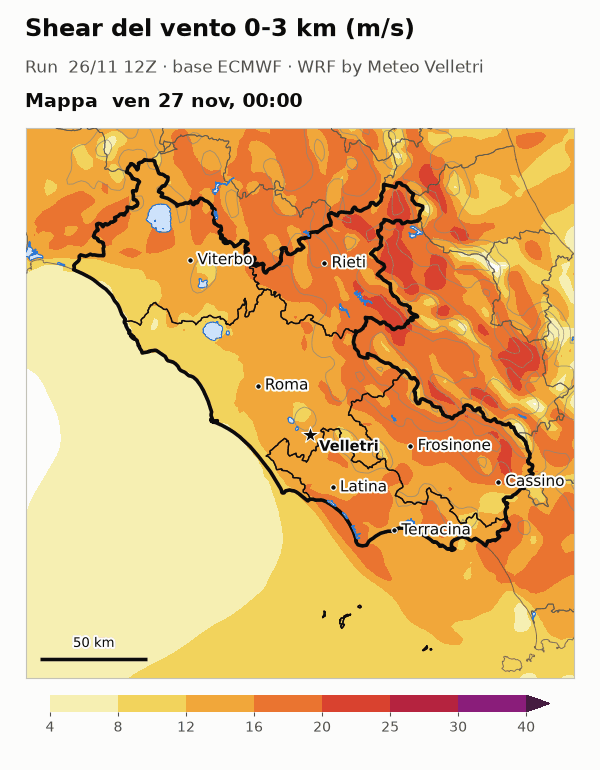 Shear del vento 0-3 km (m/s)
Run  26/11 12Z · base ECMWF · WRF by Meteo Velletri
Mappa  ven 27 nov, 00:00
Viterbo
Rieti
Roma
Velletri
Frosinone
Cassino
Latina
Terracina
50 km
4 8 12 16 20 25 30 40